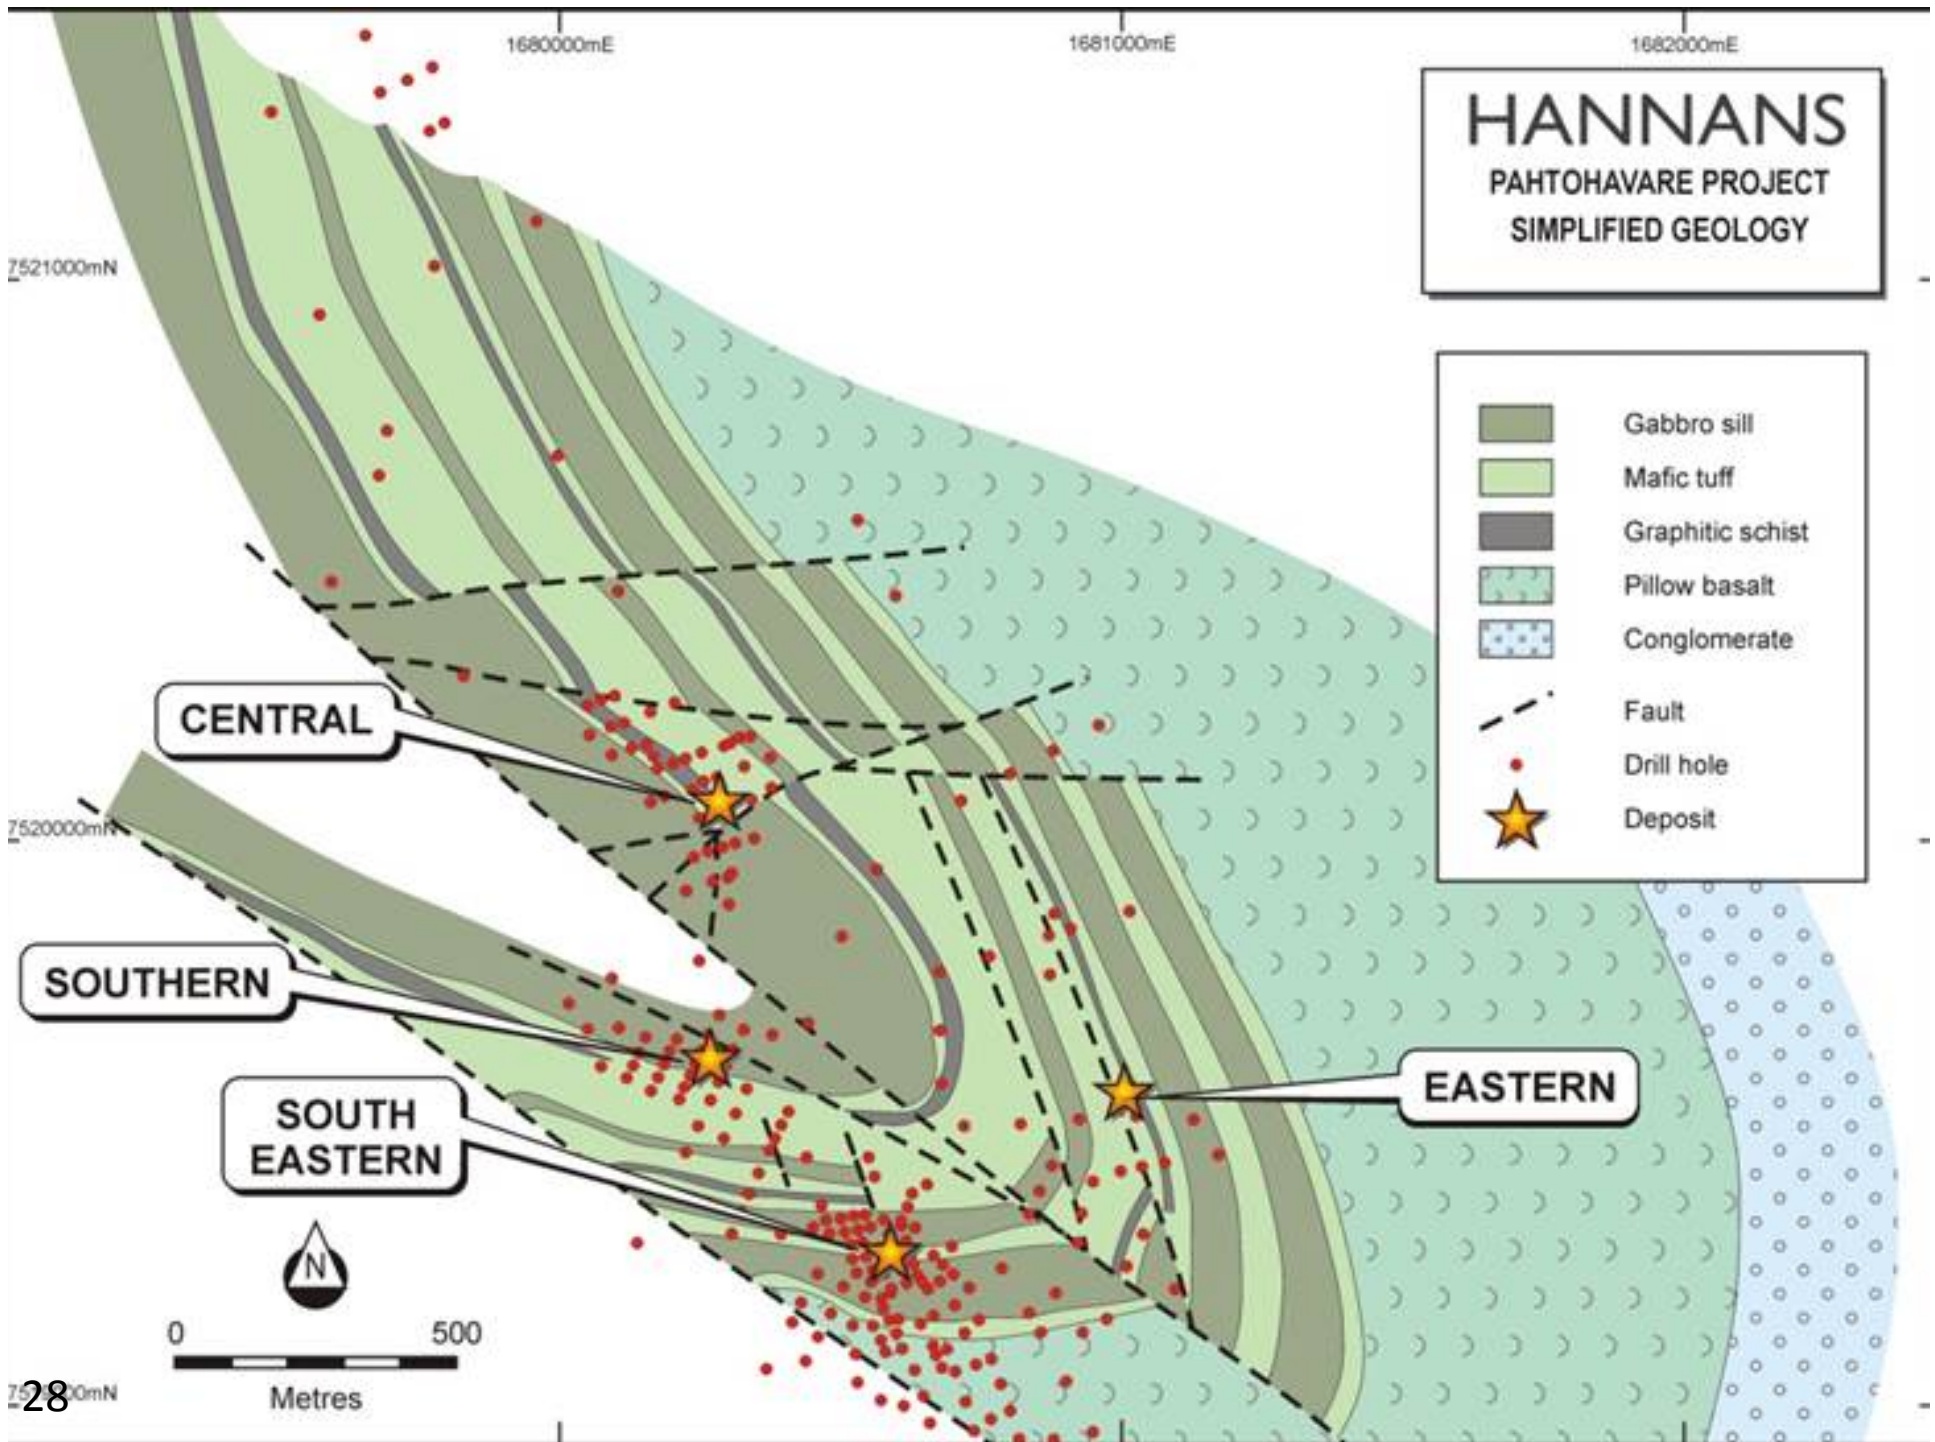 1680000mE
1681000mE
1682000mE
HANNANS
PAHTOHAVARE PROJECT
SIMPLIFIED GEOLOGY
7521000mN
Gabbro sill
Mafic tuff
Graphitic schist
Pillow basalt
Conglomerate
Fault
Drill hole
Deposit
CENTRAL
7520000mN
SOUTHERN
SOUTH
EASTERN
EASTERN
N
0 500
Metres
28